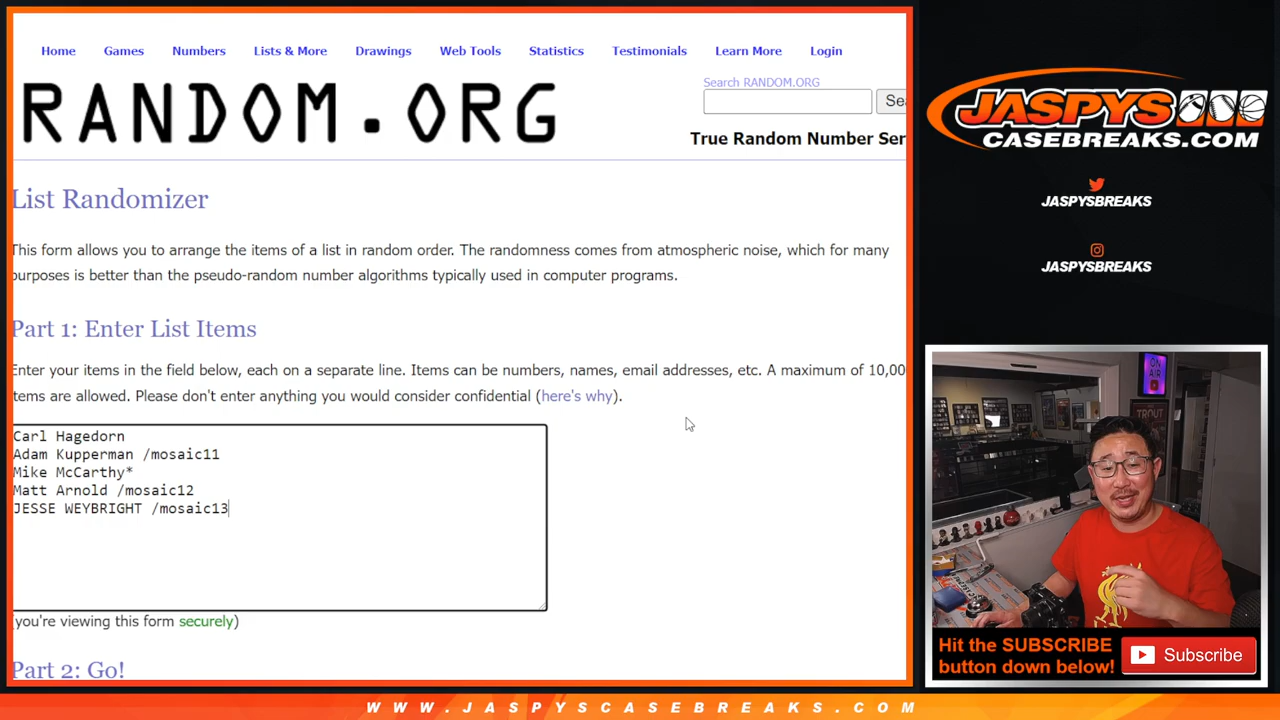 Home Games Numbers Lists & More Drawings Web Tools Statistics Testimonials Learn More Login
Search RANDOM.ORG
RANDOM.ORG
Sea
True Random Number Ser
List Randomizer
This form allows you to arrange the items of a list in random order. The randomness comes from atmospheric noise, which for many
purposes is better than the pseudo-random number algorithms typically used in computer programs.
Part 1: Enter List Items
Enter your items in the field below, each on a separate line. Items can be numbers, names, email addresses, etc. A maximum of 10,00
items are allowed. Please don't enter anything you would consider confidential (here's why).
Carl Hagedorn
Adam Kupperman /mosaic11
Mike McCarthy*
Matt Arnold /mosaic12
JESSE WEYBRIGHT /mosaic13
(you're viewing this form securely)
Part 2: Go!
JASPYS
CASEBREAKS.COM
JASPYSBREAKS
JASPYSBREAKS
ON AIR
TROUT
Hit the SUBSCRIBE
button down below!
Subscribe
WWW.JASPYSCASEBREAKS.COM